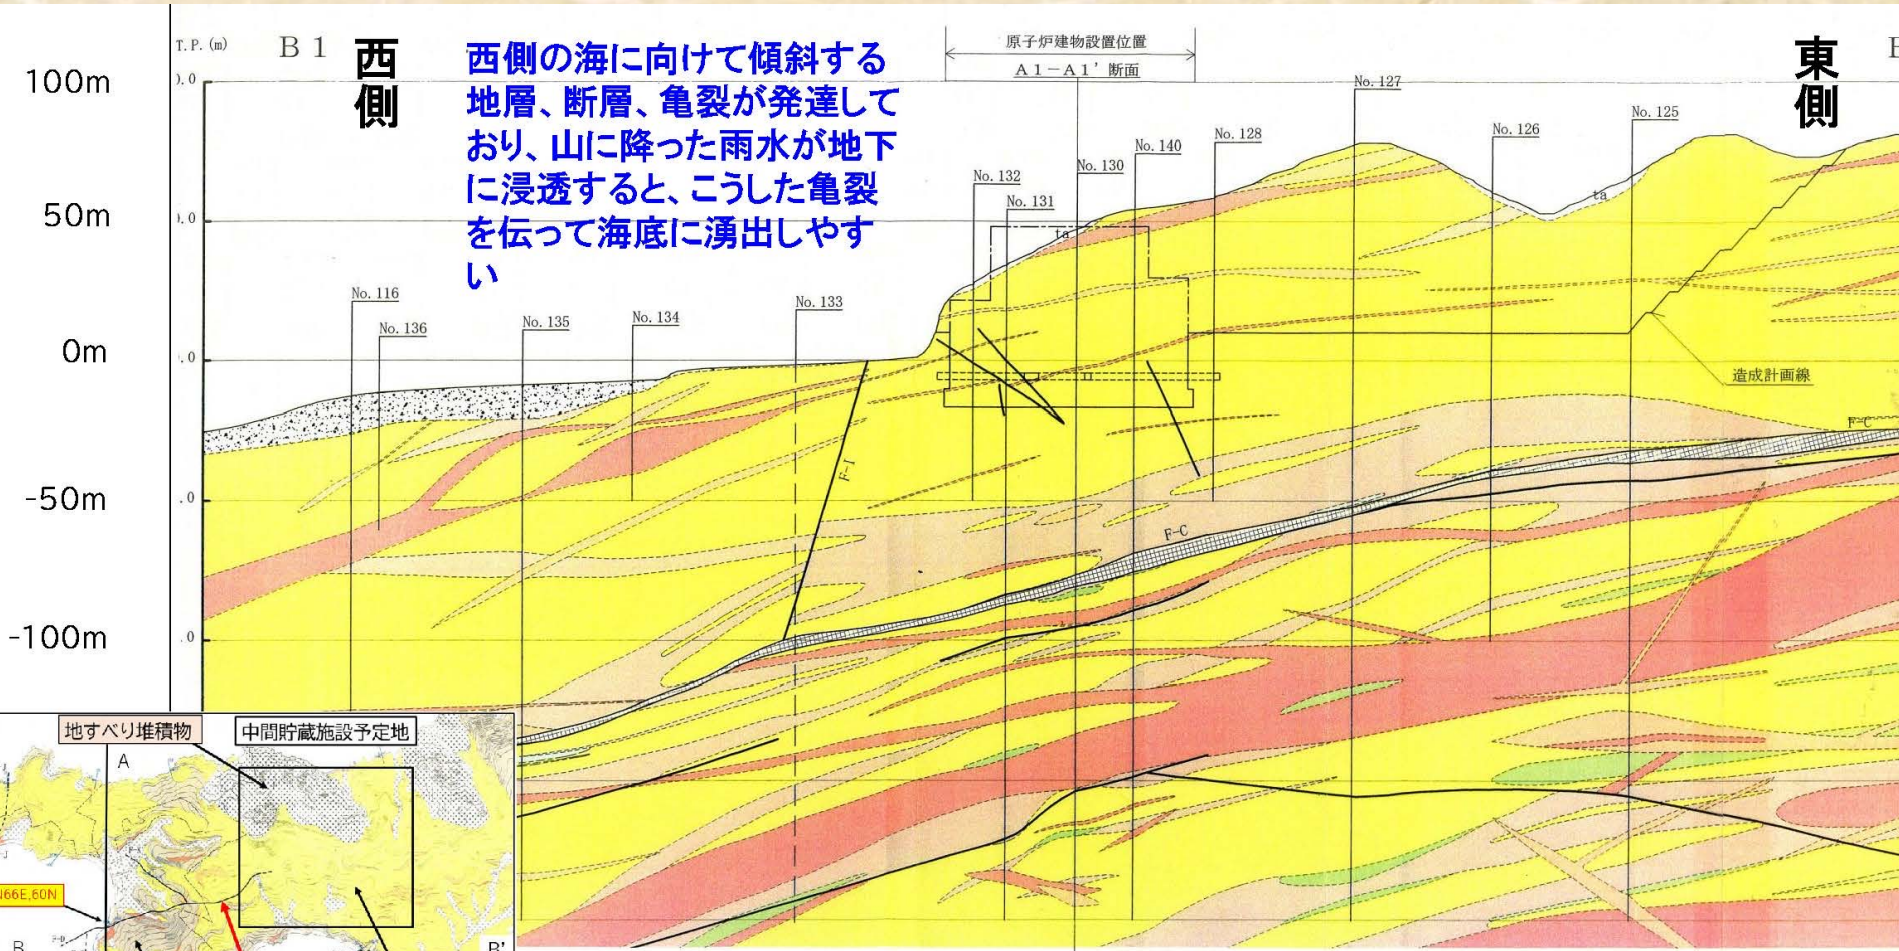 100m
50m
0m
-50m
-100m
T.P. (m)
B 1
西側
西側の海に向けて傾斜する
地層、断層、亀裂が発達して
おり、山に降った雨水が地下
に浸透すると、こうした亀裂
を伝って海底に湧出しやす
い
原子炉建物設置位置
A1-A1' 断面
東側
No. 116
No. 136
No. 135
No. 134
No. 133
No. 132
No. 131
No. 130
No. 140
No. 128
No. 127
No. 126
No. 125
ta
ta
造成計画線
F-I
F-C
F-C
地すべり堆積物
中間貯蔵施設予定地
A
N66E,60N
B
B'